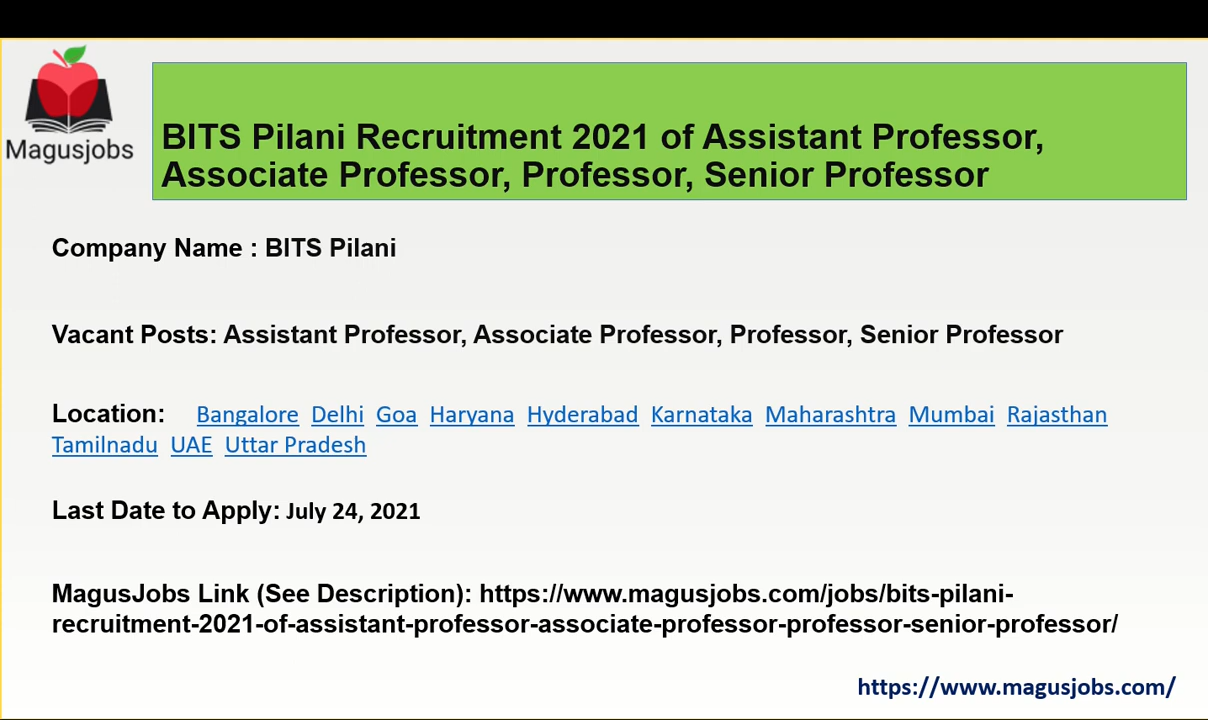 Magusjobs
BITS Pilani Recruitment 2021 of Assistant Professor,
Associate Professor, Professor, Senior Professor
Company Name : BITS Pilani
Vacant Posts: Assistant Professor, Associate Professor, Professor, Senior Professor
Location: Bangalore Delhi Goa Haryana Hyderabad Karnataka Maharashtra Mumbai Rajasthan
Tamilnadu UAE Uttar Pradesh
Last Date to Apply: July 24, 2021
MagusJobs Link (See Description): https://www.magusjobs.com/jobs/bits-pilani-
recruitment-2021-of-assistant-professor-associate-professor-professor-senior-professor/
https://www.magusjobs.com/